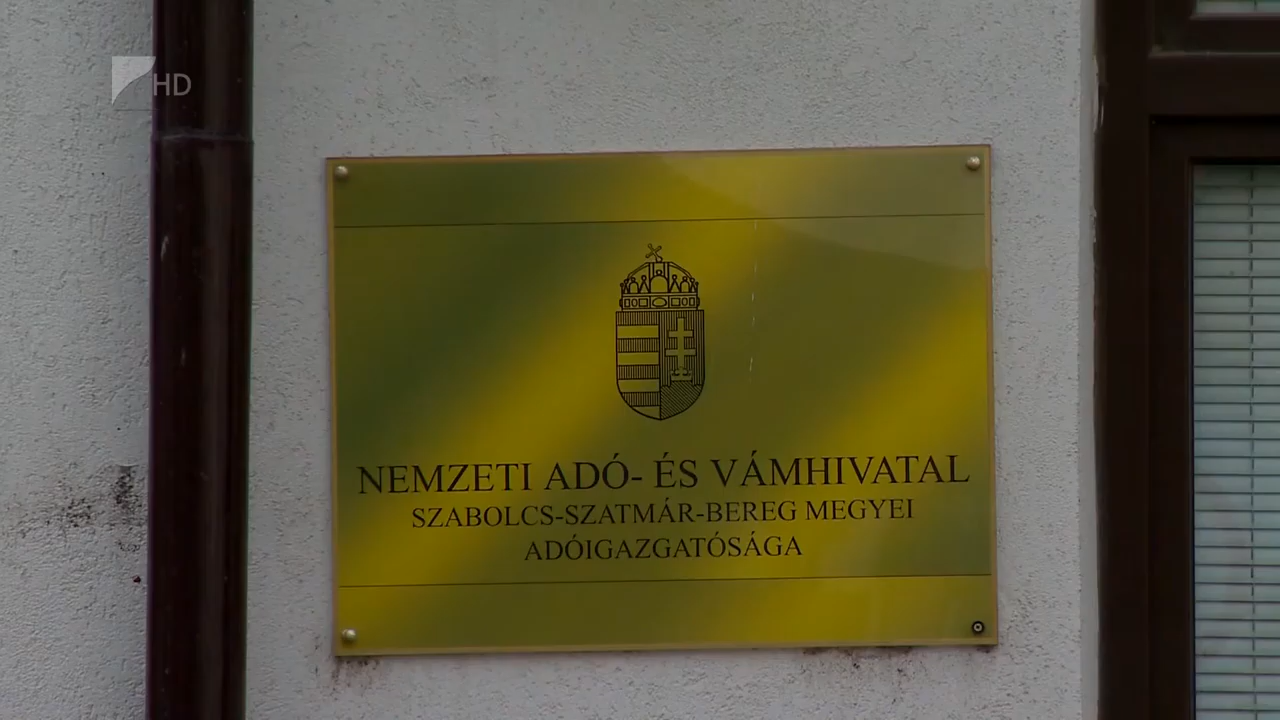 HD
NEMZETI ADÓ- ÉS VÁMHIVATAL
SZABOLCS-SZATMÁR-BEREG MEGYEI
ADÓIGAZGATÓSÁGA